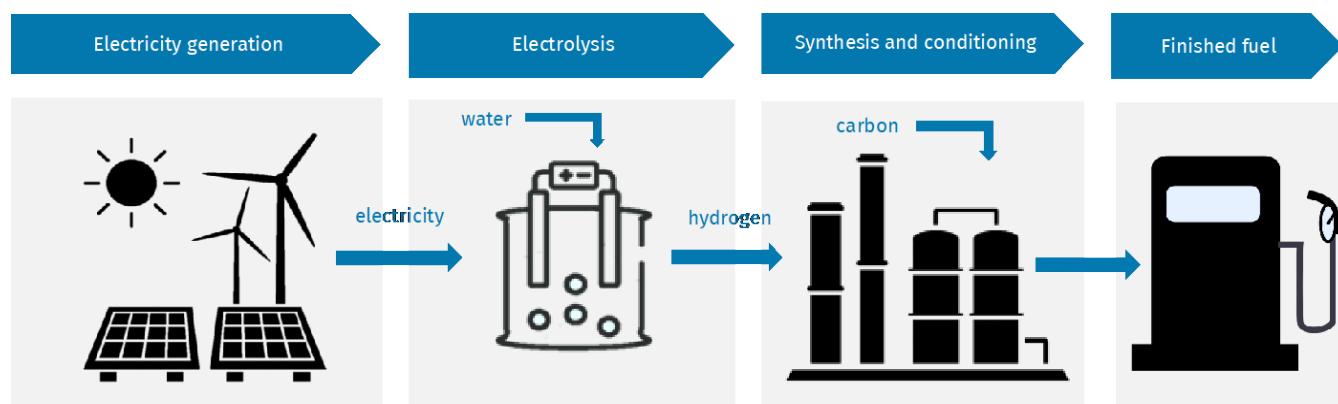 Electricity generation
Electrolysis
Synthesis and conditioning
Finished fuel
water
carbon
electricity
hydrogen
+ −